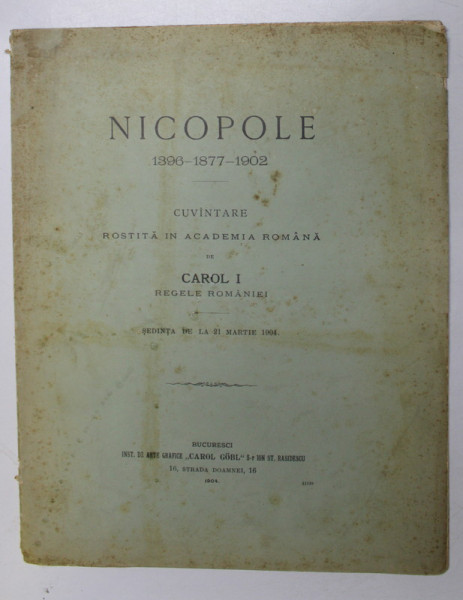 NICOPOLE
1396–1877–1902
CUVÎNTARE
ROSTITĂ IN ACADEMIA ROMÂNĂ
DE
CAROL I
REGELE ROMÂNIEI
ȘEDINȚA DE LA 21 MARTIE 1904
BUCURESCI
INST. DE ARTE GRAFICE „CAROL GÖBL" S-r ION ST. RASIDESCU
16, STRADA DOAMNEI, 16
1904.